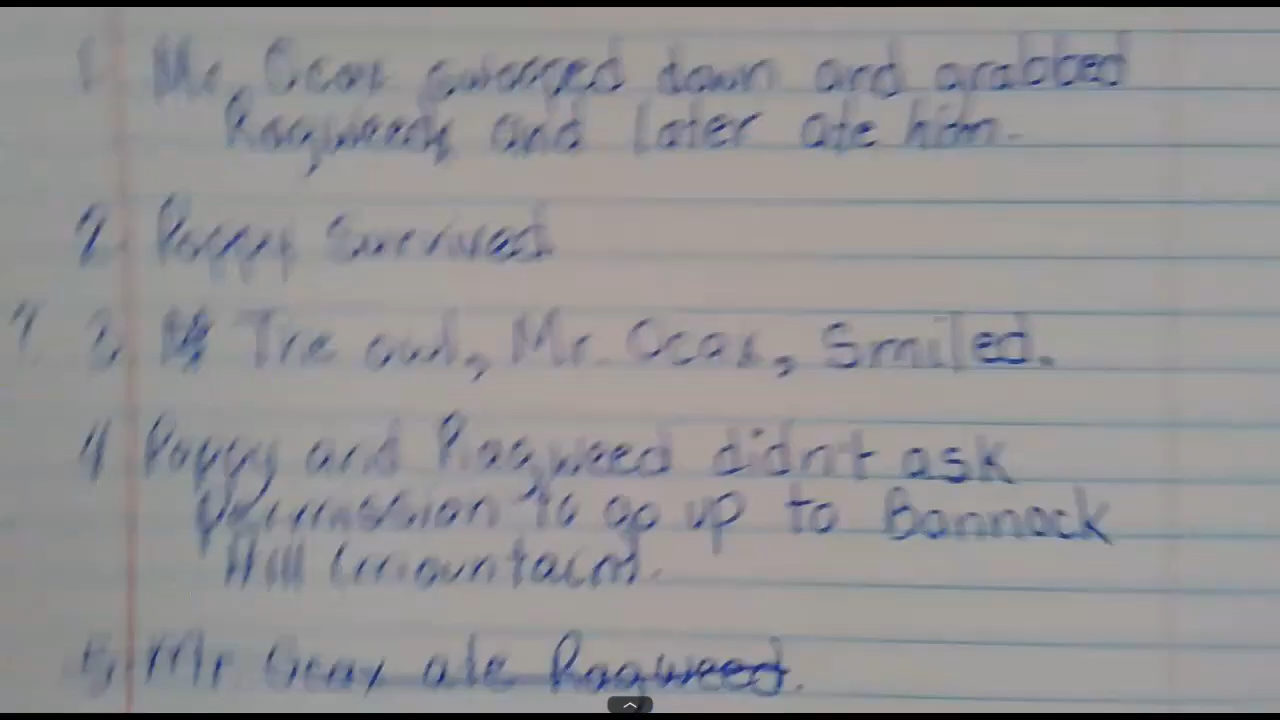 1. Mr. Ocax swooped down and grabbed
Ragweed, and later ate him.
2. Poppy survived
3. The owl, Mr. Ocax, smiled.
4 Poppy and Ragweed didn't ask
permission to go up to Bannock
Hill (mountain).
5. Mr. Ocax ate Ragweed.